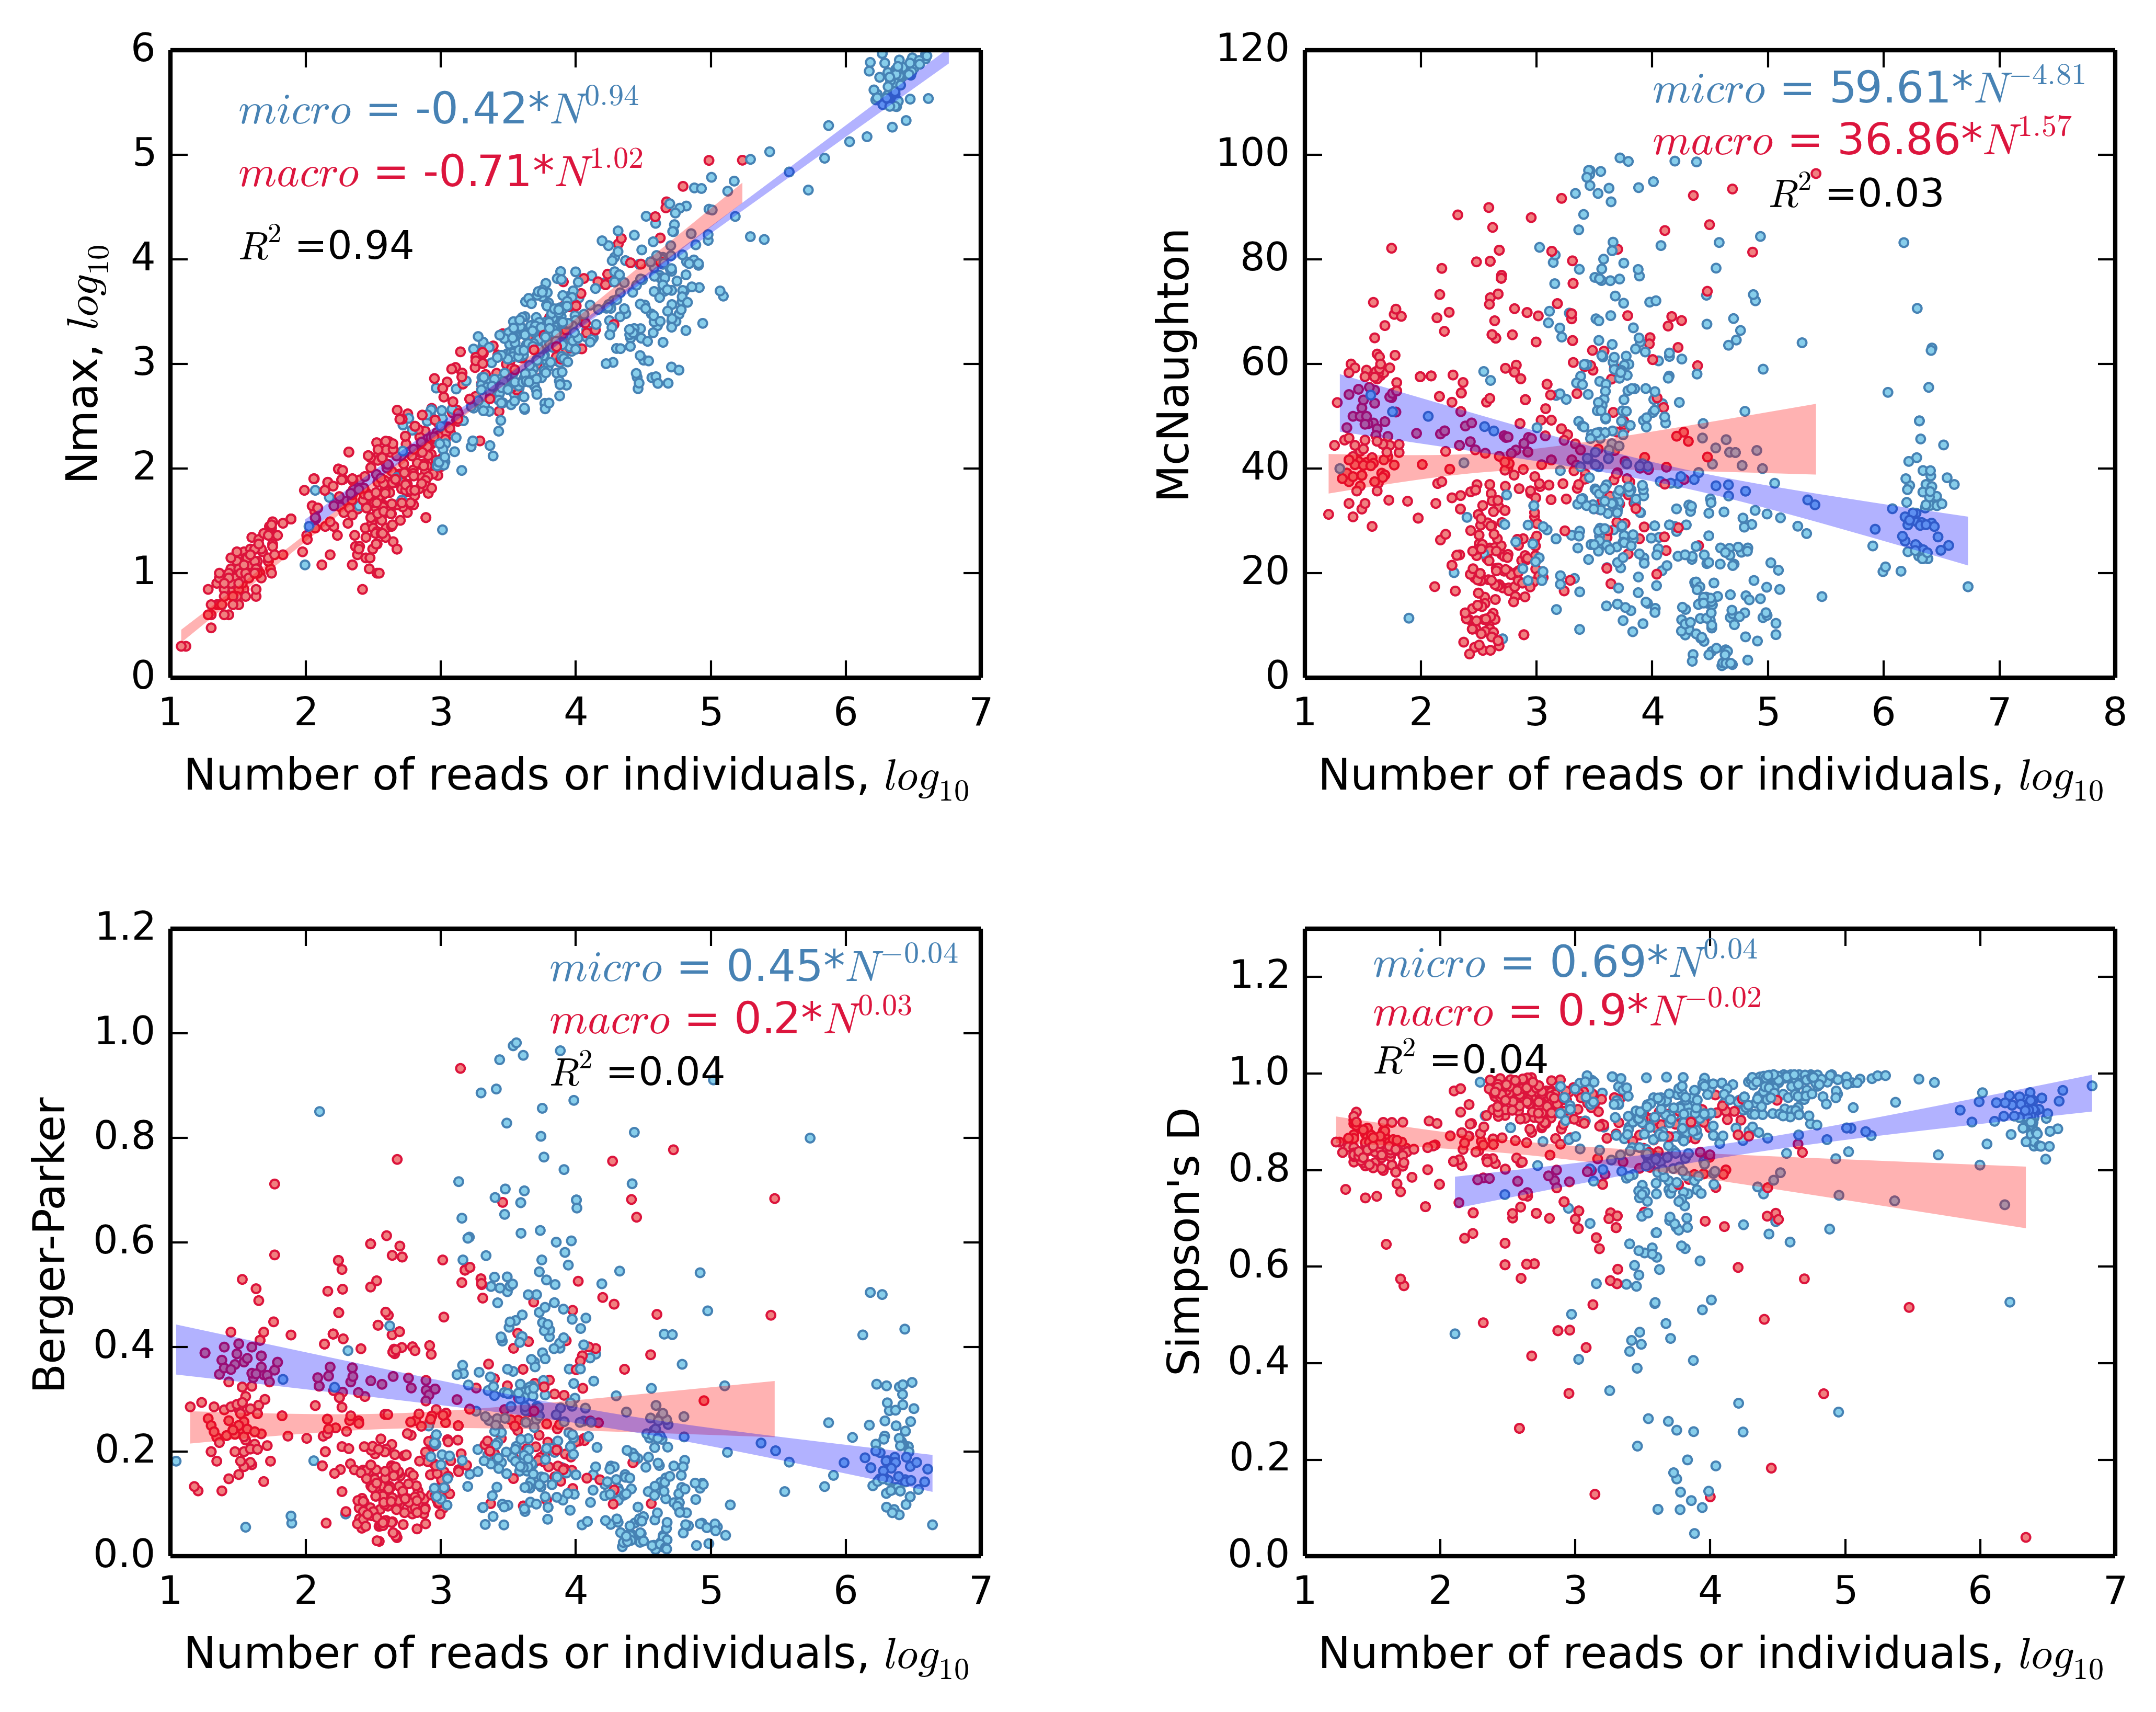 6
5
4
3
2
1
0
Nmax, log₁₀
micro = -0.42*N^0.94
macro = -0.71*N^1.02
R² =0.94
1 2 3 4 5 6 7
Number of reads or individuals, log₁₀
120
100
80
60
40
20
0
McNaughton
micro = 59.61*N^−4.81
macro = 36.86*N^1.57
R² =0.03
1 2 3 4 5 6 7 8
Number of reads or individuals, log₁₀
1.2
1.0
0.8
0.6
0.4
0.2
0.0
Berger-Parker
micro = 0.45*N^−0.04
macro = 0.2*N^0.03
R² =0.04
1 2 3 4 5 6 7
Number of reads or individuals, log₁₀
1.2
1.0
0.8
0.6
0.4
0.2
0.0
Simpson's D
micro = 0.69*N^0.04
macro = 0.9*N^−0.02
R² =0.04
1 2 3 4 5 6 7
Number of reads or individuals, log₁₀